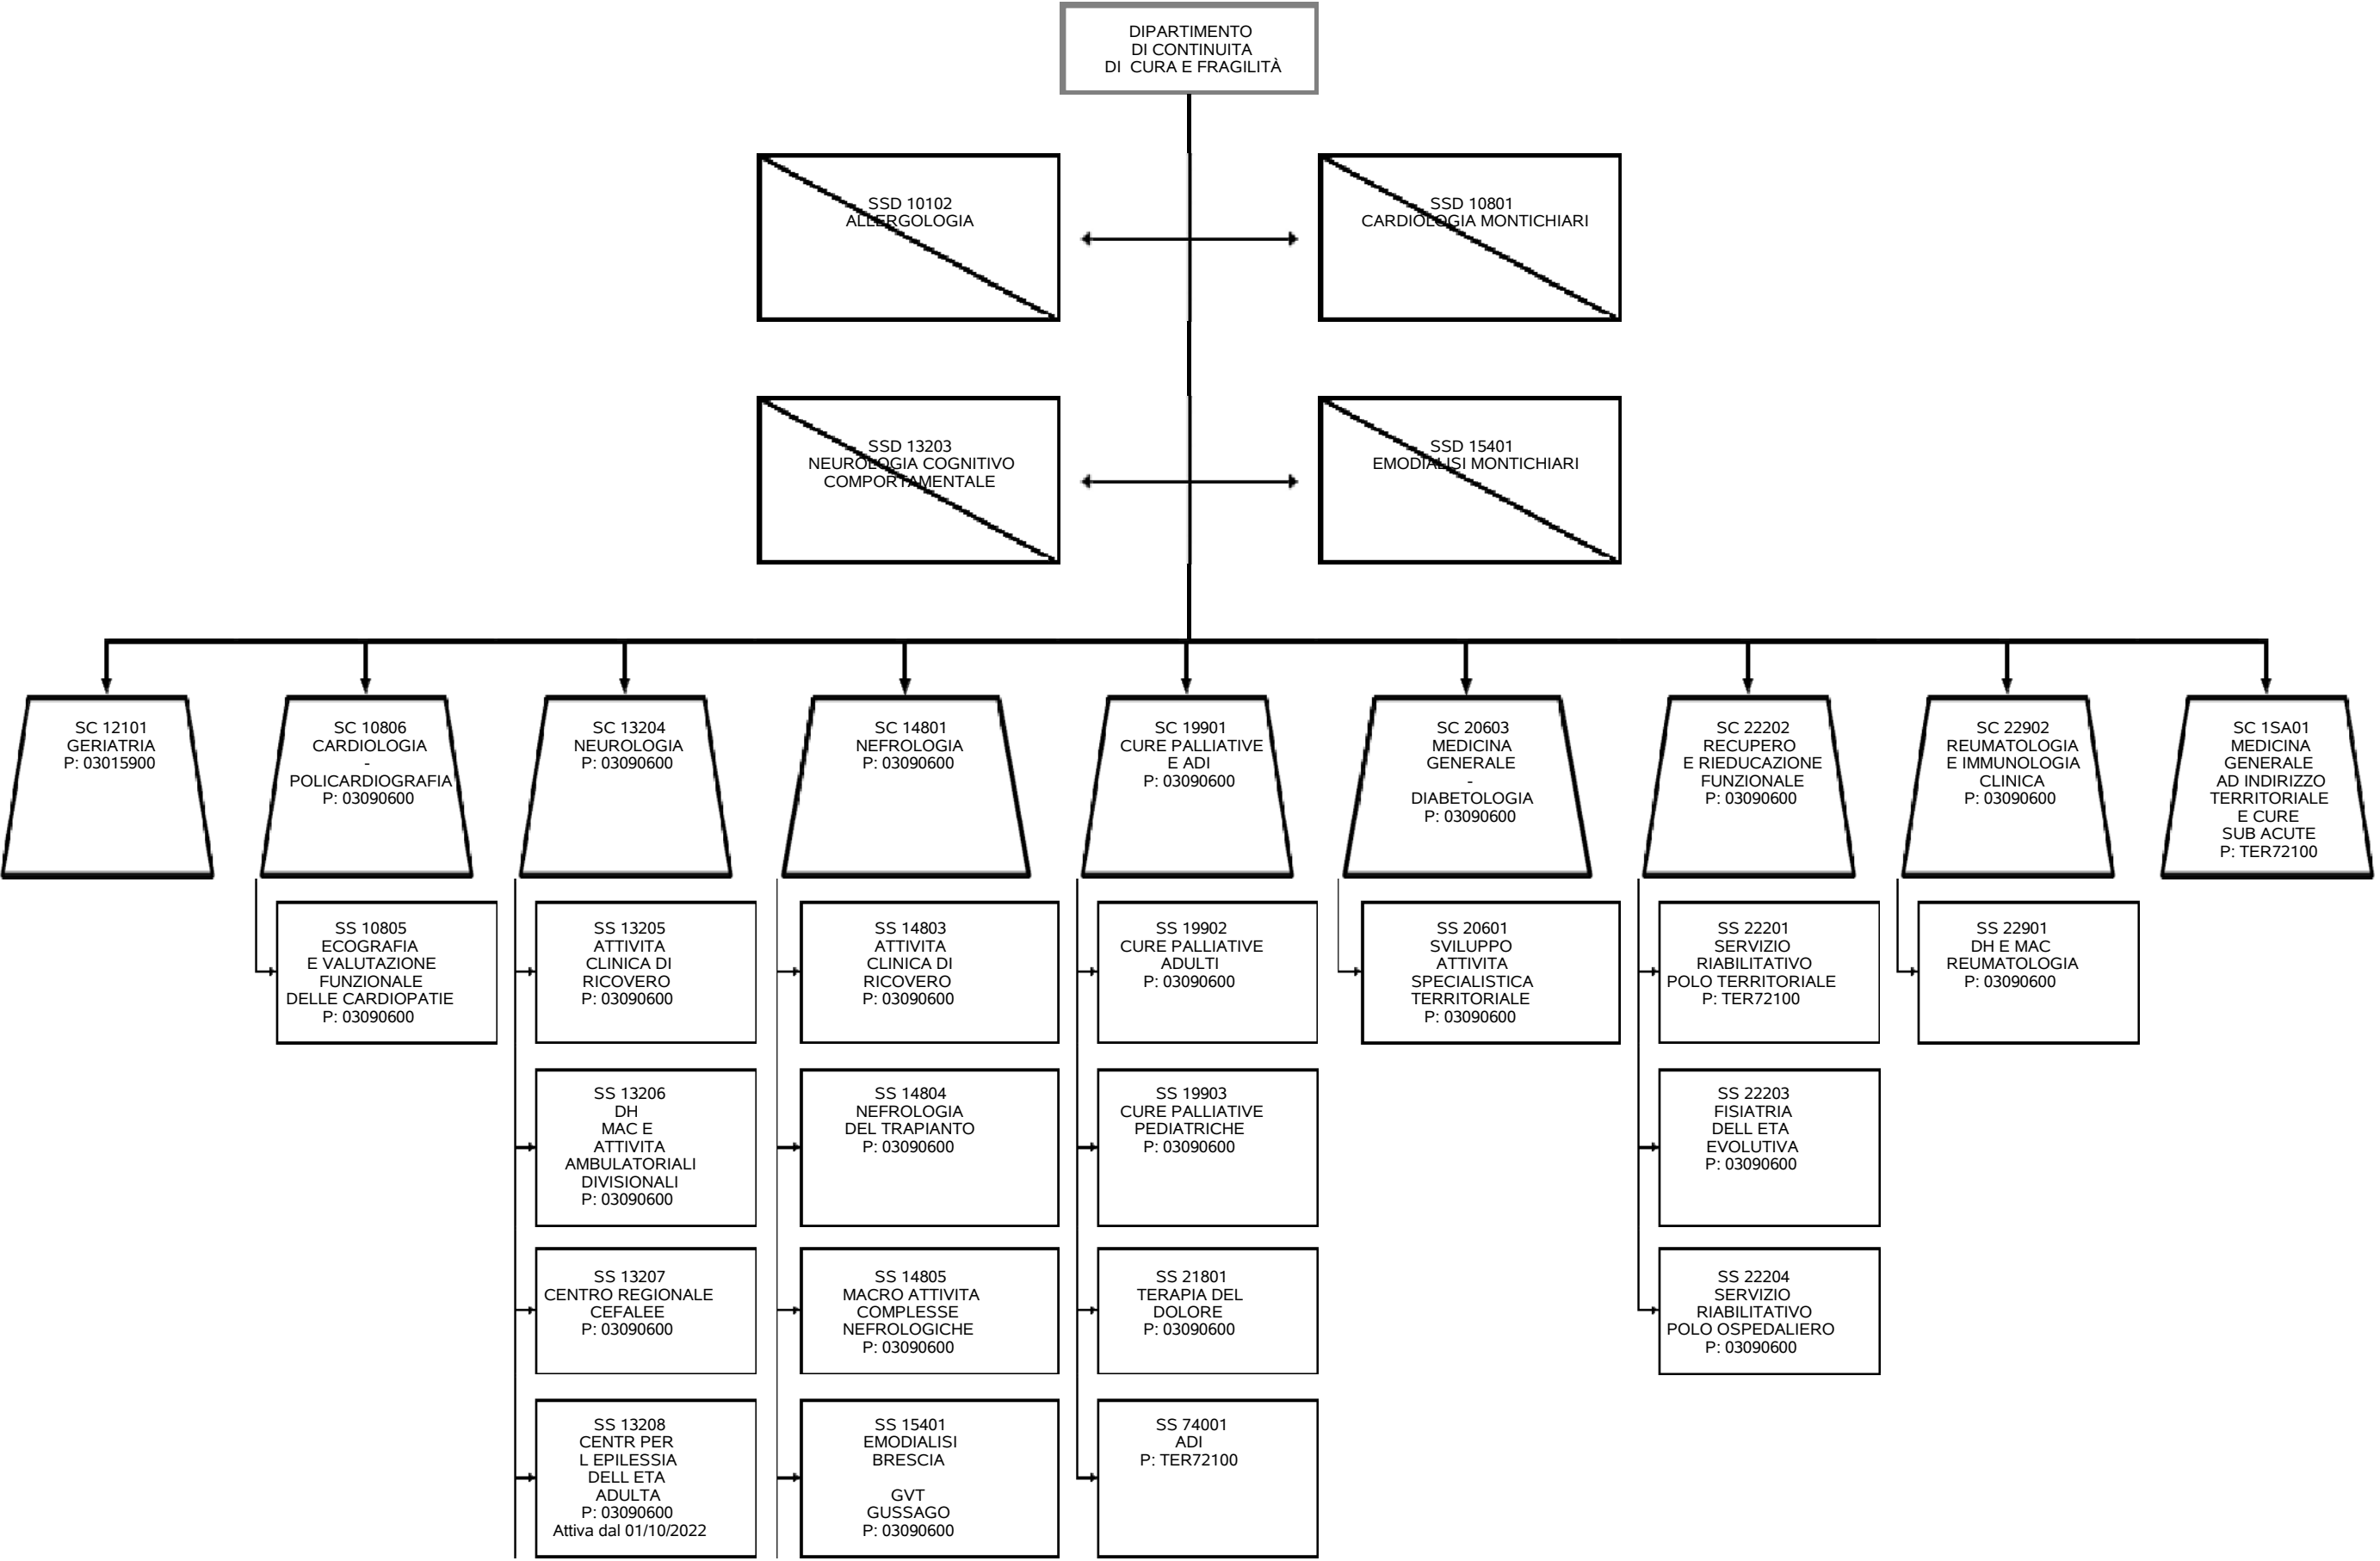 DIPARTIMENTO
DI CONTINUITA
DI CURA E FRAGILITÀ
SSD 10102
ALLERGOLOGIA
SSD 10801
CARDIOLOGIA MONTICHIARI
SSD 13203
NEUROLOGIA COGNITIVO
COMPORTAMENTALE
SSD 15401
EMODIALISI MONTICHIARI
SC 12101
GERIATRIA
P: 03015900
SC 10806
CARDIOLOGIA
-
POLICARDIOGRAFIA
P: 03090600
SC 13204
NEUROLOGIA
P: 03090600
SC 14801
NEFROLOGIA
P: 03090600
SC 19901
CURE PALLIATIVE
E ADI
P: 03090600
SC 20603
MEDICINA
GENERALE
-
DIABETOLOGIA
P: 03090600
SC 22202
RECUPERO
E RIEDUCAZIONE
FUNZIONALE
P: 03090600
SC 22902
REUMATOLOGIA
E IMMUNOLOGIA
CLINICA
P: 03090600
SC 1SA01
MEDICINA
GENERALE
AD INDIRIZZO
TERRITORIALE
E CURE
SUB ACUTE
P: TER72100
SS 10805
ECOGRAFIA
E VALUTAZIONE
FUNZIONALE
DELLE CARDIOPATIE
P: 03090600
SS 13205
ATTIVITA
CLINICA DI
RICOVERO
P: 03090600
SS 14803
ATTIVITA
CLINICA DI
RICOVERO
P: 03090600
SS 19902
CURE PALLIATIVE
ADULTI
P: 03090600
SS 20601
SVILUPPO
ATTIVITA
SPECIALISTICA
TERRITORIALE
P: 03090600
SS 22201
SERVIZIO
RIABILITATIVO
POLO TERRITORIALE
P: TER72100
SS 22901
DH E MAC
REUMATOLOGIA
P: 03090600
SS 13206
DH
MAC E
ATTIVITA
AMBULATORIALI
DIVISIONALI
P: 03090600
SS 14804
NEFROLOGIA
DEL TRAPIANTO
P: 03090600
SS 19903
CURE PALLIATIVE
PEDIATRICHE
P: 03090600
SS 22203
FISIATRIA
DELL ETA
EVOLUTIVA
P: 03090600
SS 13207
CENTRO REGIONALE
CEFALEE
P: 03090600
SS 14805
MACRO ATTIVITA
COMPLESSE
NEFROLOGICHE
P: 03090600
SS 21801
TERAPIA DEL
DOLORE
P: 03090600
SS 22204
SERVIZIO
RIABILITATIVO
POLO OSPEDALIERO
P: 03090600
SS 13208
CENTR PER
L EPILESSIA
DELL ETA
ADULTA
P: 03090600
Attiva dal 01/10/2022
SS 15401
EMODIALISI
BRESCIA
GVT
GUSSAGO
P: 03090600
SS 74001
ADI
P: TER72100